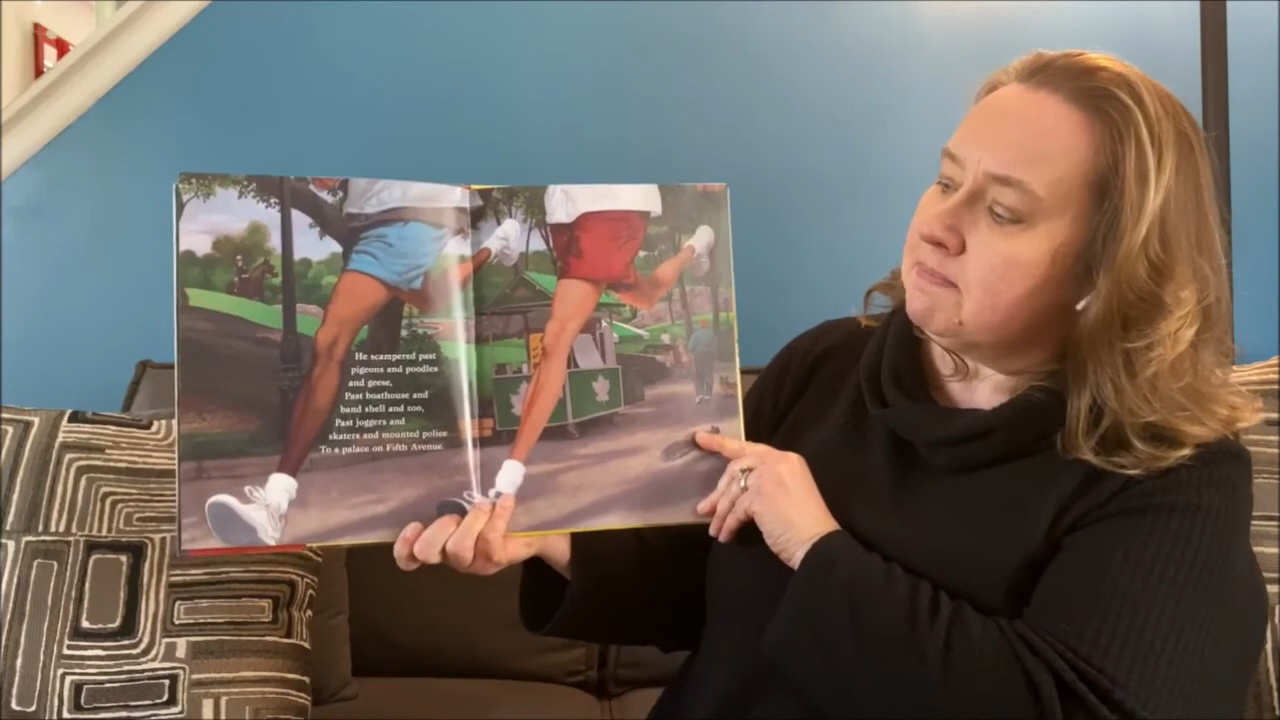 He scampered past
pigeons and poodles
and geese,
Past boathouse and
band shell and zoo,
Past joggers and
skaters and mounted police
To a palace on Fifth Avenue.